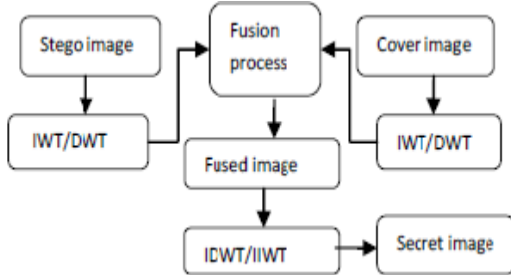 Stego image
Fusion
process
Cover image
IWT/DWT
IWT/DWT
Fused image
IDWT/IIWT
Secret image